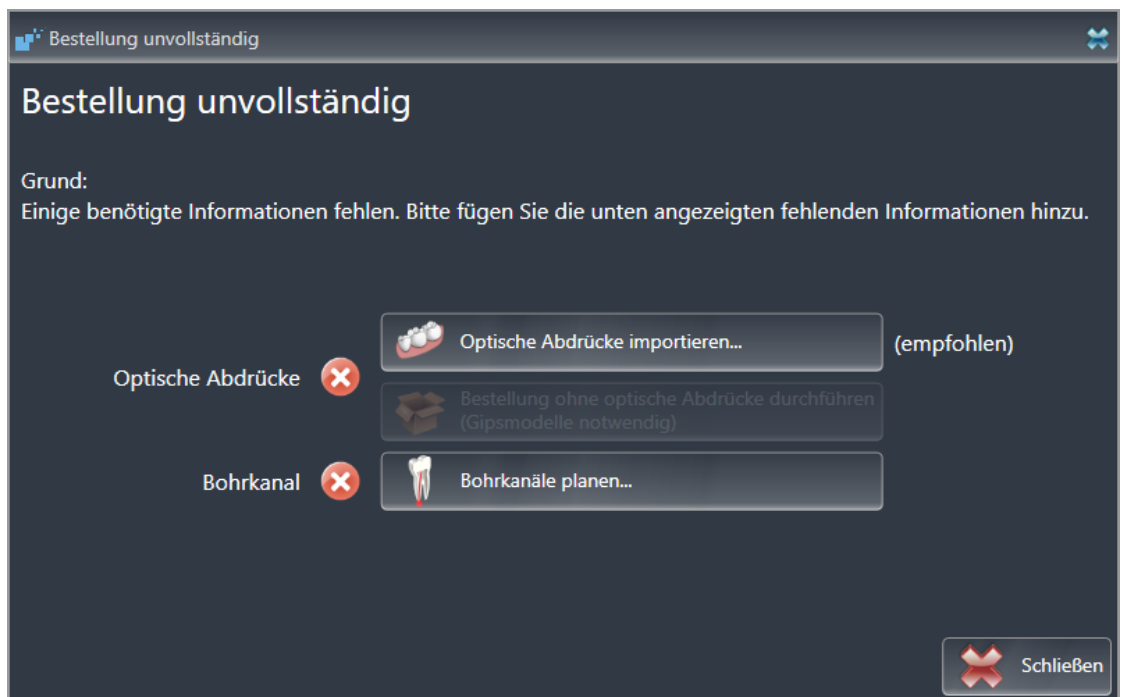 Bestellung unvollständig
Bestellung unvollständig
Grund:
Einige benötigte Informationen fehlen. Bitte fügen Sie die unten angezeigten fehlenden Informationen hinzu.
Optische Abdrücke importieren...
(empfohlen)
Optische Abdrücke
Bestellung ohne optische Abdrücke durchführen
(Gipsmodelle notwendig)
Bohrkanal
Bohrkanäle planen...
Schließen